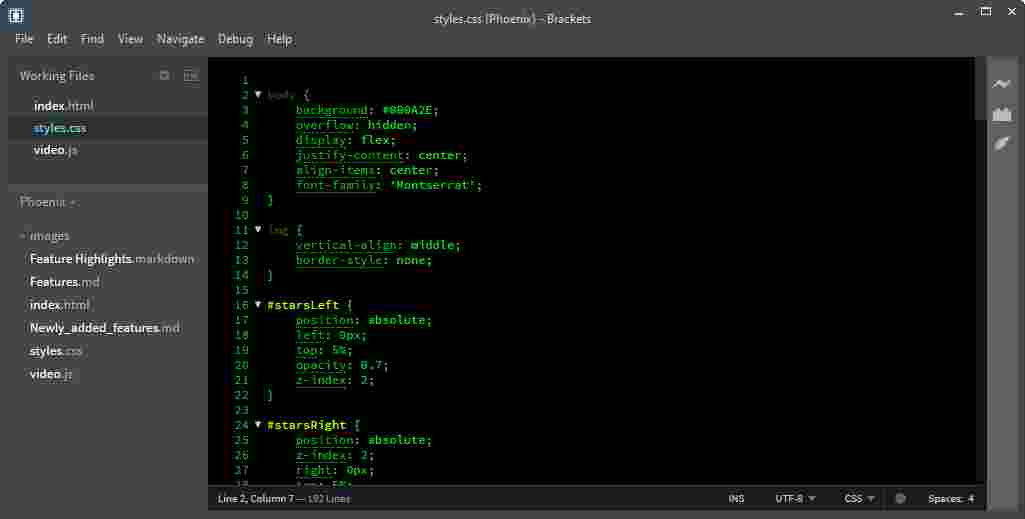 styles.css (Phoenix) - Brackets
File Edit Find View Navigate Debug Help
Working Files
index.html
styles.css
video.js
Phoenix
images
Feature Highlights.markdown
Features.md
index.html
Newly_added_features.md
styles.css
video.js
1
2 body {
3 background: #000A2E;
4 overflow: hidden;
5 display: flex;
6 justify-content: center;
7 align-items: center;
8 font-family: 'Montserrat';
9 }
10
11 img {
12 vertical-align: middle;
13 border-style: none;
14 }
15
16 #starsLeft {
17 position: absolute;
18 left: 0px;
19 top: 5%;
20 opacity: 0.7;
21 z-index: 2;
22 }
23
24 #starsRight {
25 position: absolute;
26 z-index: 2;
27 right: 0px;
28 top: 5%;
Line 2, Column 7 — 192 Lines INS UTF-8 CSS Spaces: 4